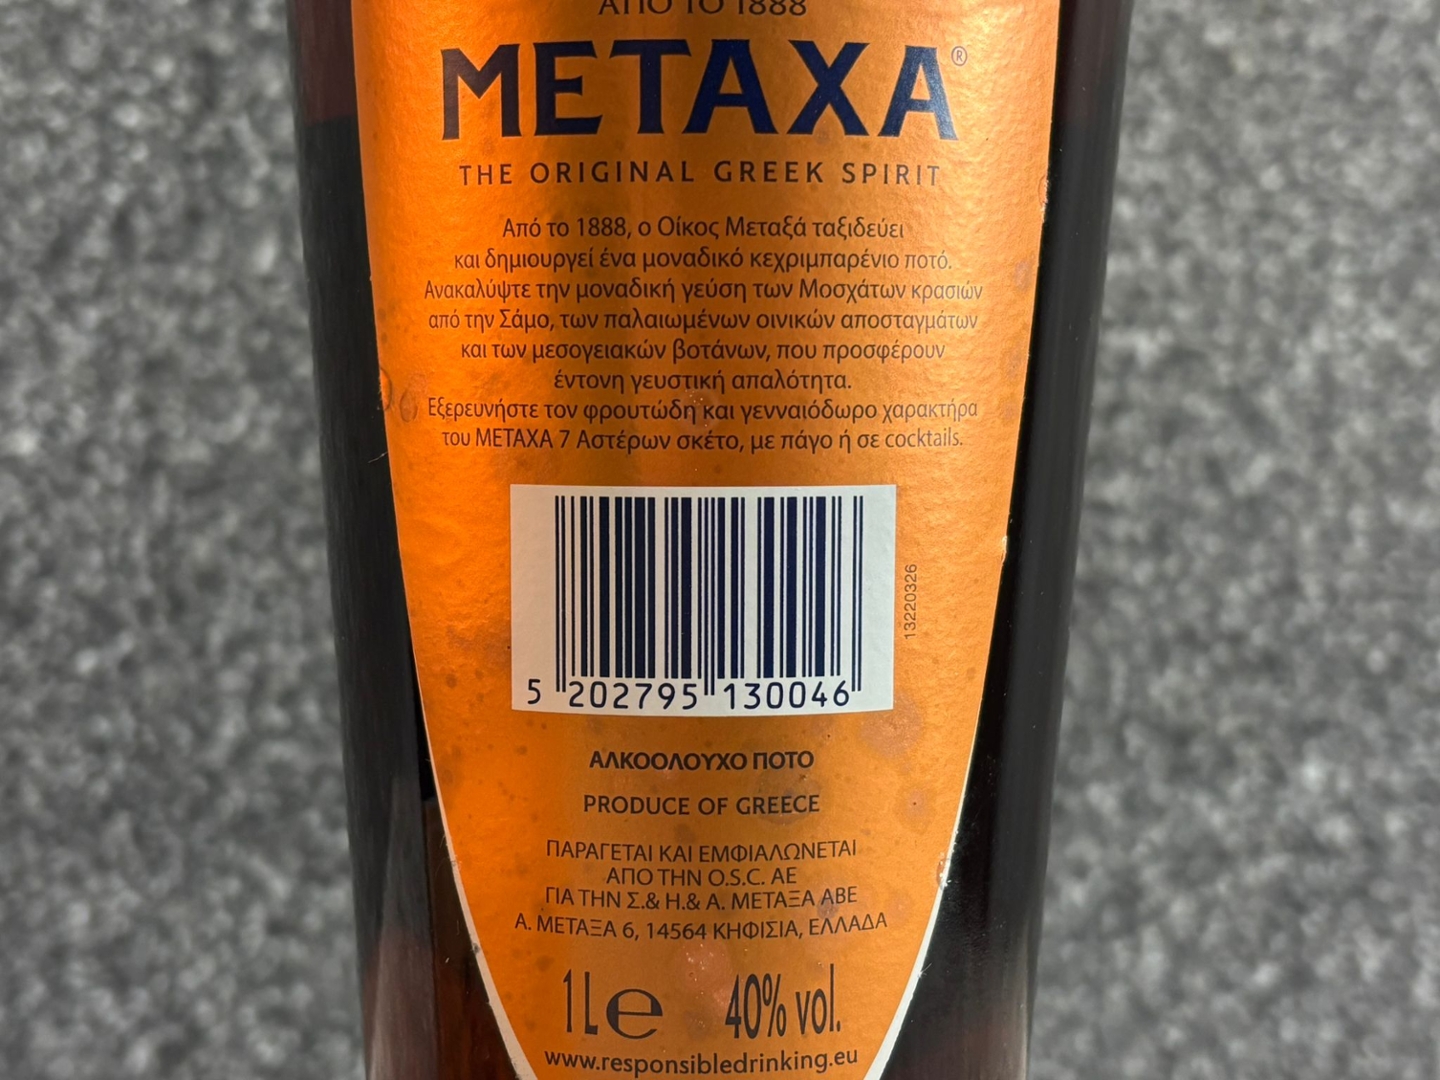 ΑΠΟ ΤΟ 1888
METAXA®
THE ORIGINAL GREEK SPIRIT
Από το 1888, ο Οίκος Μεταξά ταξιδεύει
και δημιουργεί ένα μοναδικό κεχριμπαρένιο ποτό.
Ανακαλύψτε την μοναδική γεύση των Μοσχάτων κρασιών
από την Σάμο, των παλαιωμένων οινικών αποσταγμάτων
και των μεσογειακών βοτάνων, που προσφέρουν
έντονη γευστική απαλότητα.
Εξερευνήστε τον φρουτώδη και γενναιόδωρο χαρακτήρα
του METAXA 7 Αστέρων σκέτο, με πάγο ή σε cocktails.
13220326
5 202795 130046
ΑΛΚΟΟΛΟΥΧΟ ΠΟΤΟ
PRODUCE OF GREECE
ΠΑΡΑΓΕΤΑΙ ΚΑΙ ΕΜΦΙΑΛΩΝΕΤΑΙ
ΑΠΟ ΤΗΝ O.S.C. ΑΕ
ΓΙΑ ΤΗΝ Σ.& Η.& Α. ΜΕΤΑΞΑ ΑΒΕ
Α. ΜΕΤΑΞΑ 6, 14564 ΚΗΦΙΣΙΑ, ΕΛΛΑΔΑ
1L e 40% vol.
www.responsibledrinking.eu